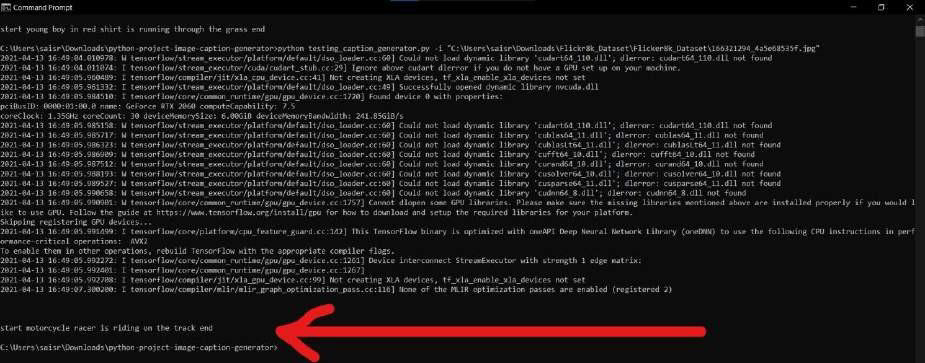 Command Prompt
start young boy in red shirt is running through the grass end
C:\Users\saisr\Downloads\python-project-image-caption-generator>python testing_caption_generator.py -i "C:\Users\saisr\Downloads\Flickr8k_Dataset\Flicker8k_Dataset\166321294_4a5e68535f.jpg"
2021-04-13 16:49:04.010978: W tensorflow/stream_executor/platform/default/dso_loader.cc:60] Could not load dynamic library 'cudart64_110.dll'; dlerror: cudart64_110.dll not found
2021-04-13 16:49:04.011075: I tensorflow/stream_executor/cuda/cudart_stub.cc:29] Ignore above cudart dlerror if you do not have a GPU set up on your machine.
2021-04-13 16:49:05.960489: I tensorflow/compiler/jit/xla_cpu_device.cc:41] Not creating XLA devices, tf_xla_enable_xla_devices not set
2021-04-13 16:49:05.961332: I tensorflow/stream_executor/platform/default/dso_loader.cc:49] Successfully opened dynamic library nvcuda.dll
2021-04-13 16:49:05.984510: I tensorflow/core/common_runtime/gpu/gpu_device.cc:1720] Found device 0 with properties:
pciBusID: 0000:01:00.0 name: GeForce RTX 2060 computeCapability: 7.5
coreClock: 1.35GHz coreCount: 30 deviceMemorySize: 6.00GiB deviceMemoryBandwidth: 241.85GiB/s
2021-04-13 16:49:05.985158: W tensorflow/stream_executor/platform/default/dso_loader.cc:60] Could not load dynamic library 'cudart64_110.dll'; dlerror: cudart64_110.dll not found
2021-04-13 16:49:05.985717: W tensorflow/stream_executor/platform/default/dso_loader.cc:60] Could not load dynamic library 'cublas64_11.dll'; dlerror: cublas64_11.dll not found
2021-04-13 16:49:05.986323: W tensorflow/stream_executor/platform/default/dso_loader.cc:60] Could not load dynamic library 'cublasLt64_11.dll'; dlerror: cublasLt64_11.dll not found
2021-04-13 16:49:05.986909: W tensorflow/stream_executor/platform/default/dso_loader.cc:60] Could not load dynamic library 'cufft64_10.dll'; dlerror: cufft64_10.dll not found
2021-04-13 16:49:05.987512: W tensorflow/stream_executor/platform/default/dso_loader.cc:60] Could not load dynamic library 'curand64_10.dll'; dlerror: curand64_10.dll not found
2021-04-13 16:49:05.988193: W tensorflow/stream_executor/platform/default/dso_loader.cc:60] Could not load dynamic library 'cusolver64_10.dll'; dlerror: cusolver64_10.dll not found
2021-04-13 16:49:05.989527: W tensorflow/stream_executor/platform/default/dso_loader.cc:60] Could not load dynamic library 'cusparse64_11.dll'; dlerror: cusparse64_11.dll not found
2021-04-13 16:49:05.990658: W tensorflow/stream_executor/platform/default/dso_loader.cc:60] Could not load dynamic library 'cudnn64_8.dll'; dlerror: cudnn64_8.dll not found
2021-04-13 16:49:05.990901: W tensorflow/core/common_runtime/gpu/gpu_device.cc:1757] Cannot dlopen some GPU libraries. Please make sure the missing libraries mentioned above are installed properly if you would l
ike to use GPU. Follow the guide at https://www.tensorflow.org/install/gpu for how to download and setup the required libraries for your platform.
Skipping registering GPU devices...
2021-04-13 16:49:05.991499: I tensorflow/core/platform/cpu_feature_guard.cc:142] This TensorFlow binary is optimized with oneAPI Deep Neural Network Library (oneDNN) to use the following CPU instructions in perf
ormance-critical operations:  AVX2
To enable them in other operations, rebuild TensorFlow with the appropriate compiler flags.
2021-04-13 16:49:05.992272: I tensorflow/core/common_runtime/gpu/gpu_device.cc:1261] Device interconnect StreamExecutor with strength 1 edge matrix:
2021-04-13 16:49:05.992401: I tensorflow/core/common_runtime/gpu/gpu_device.cc:1267]
2021-04-13 16:49:05.992708: I tensorflow/compiler/jit/xla_gpu_device.cc:99] Not creating XLA devices, tf_xla_enable_xla_devices not set
2021-04-13 16:49:07.300200: I tensorflow/compiler/mlir/mlir_graph_optimization_pass.cc:116] None of the MLIR optimization passes are enabled (registered 2)
start motorcycle racer is riding on the track end
C:\Users\saisr\Downloads\python-project-image-caption-generator>